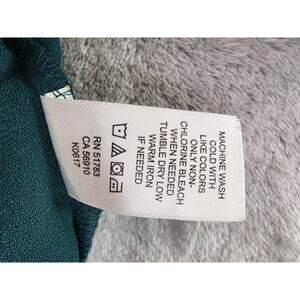 MACHINE WASH
COLD WITH
LIKE COLORS
ONLY NON-
CHLORINE BLEACH
WHEN NEEDED
TUMBLE DRY LOW
WARM IRON
IF NEEDED
RN 51783
CA 56910
K0617